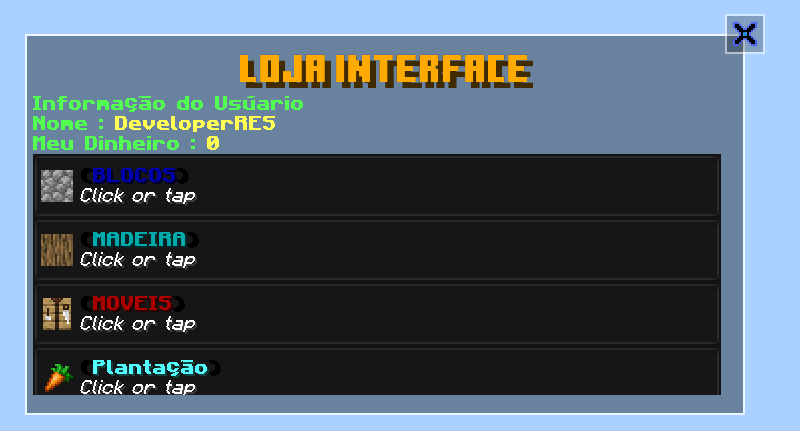 LOJA INTERFACE
Informação do Usúario
Nome : DeveloperRES
Meu Dinheiro : 0
BLOCOS
Click or tap
MADEIRA
Click or tap
MOVEIS
Click or tap
Plantação
Click or tap